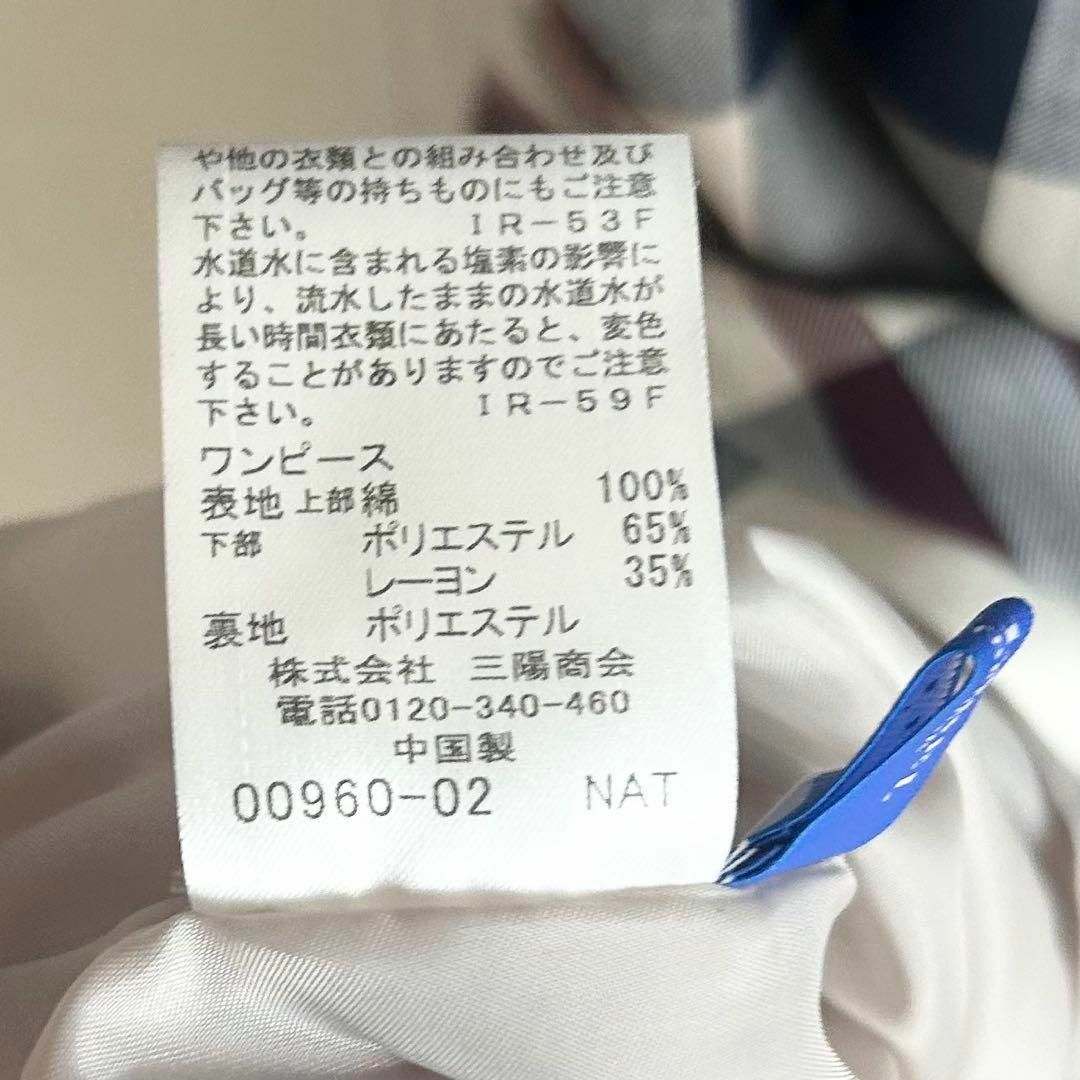 や他の衣類との組み合わせ及び
バッグ等の持ちものにもご注意
下さい。 IR-53F
水道水に含まれる塩素の影響に
より、流水したままの水道水が
長い時間衣類にあたると、変色
することがありますのでご注意
下さい。 IR-59F
ワンピース
表地 上部 綿 100%
下部 ポリエステル 65%
レーヨン 35%
裏地 ポリエステル
株式会社 三陽商会
電話0120-340-460
中国製
00960-02 NAT